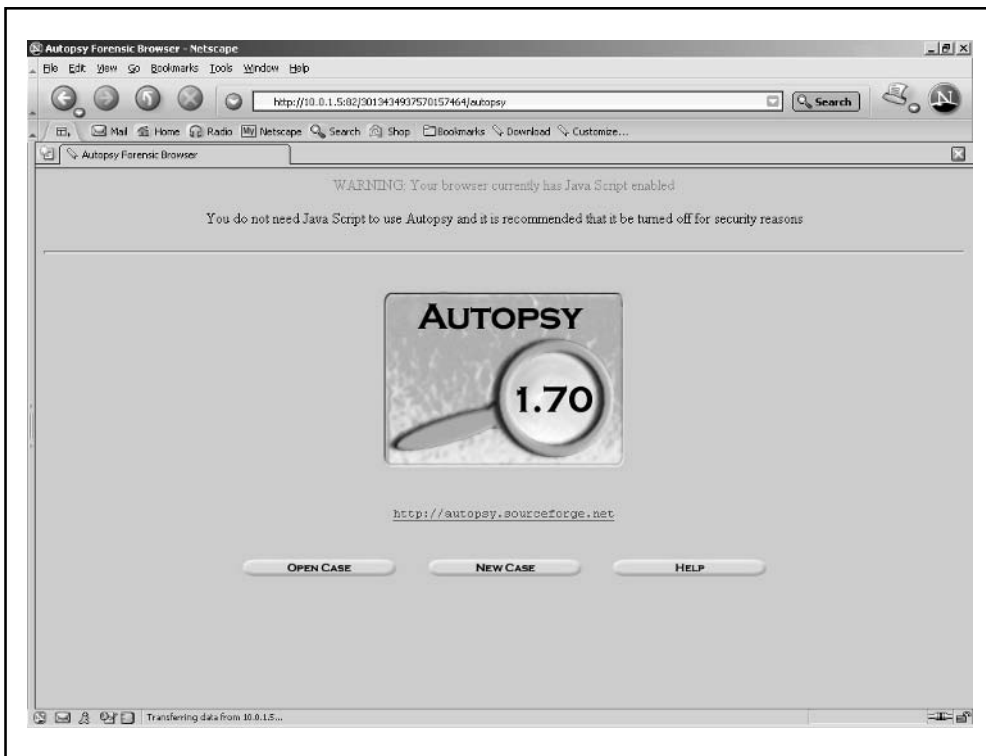 Autopsy Forensic Browser - Netscape
File Edit View Go Bookmarks Tools Window Help
http://10.0.1.5:82/3013434937570157464/autopsy
Search
N
Mail Home Radio My Netscape Search Shop Bookmarks Download Customize...
Autopsy Forensic Browser
WARNING: Your browser currently has Java Script enabled
You do not need Java Script to use Autopsy and it is recommended that it be turned off for security reasons
AUTOPSY
1.70
http://autopsy.sourceforge.net
OPEN CASE NEW CASE HELP
Transferring data from 10.0.1.5...